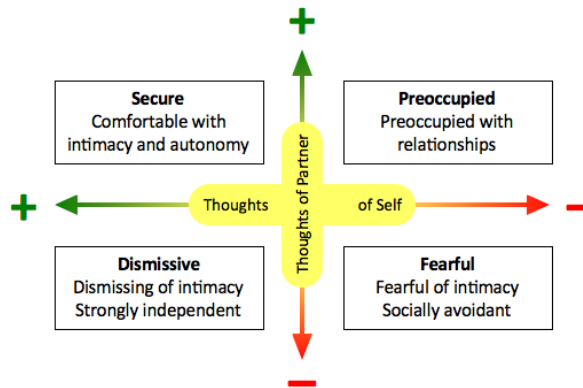 +
Secure
Comfortable with
intimacy and autonomy
Preoccupied
Preoccupied with
relationships
+
Thoughts of Self
Thoughts of Partner
−
Dismissive
Dismissing of intimacy
Strongly independent
Fearful
Fearful of intimacy
Socially avoidant
−